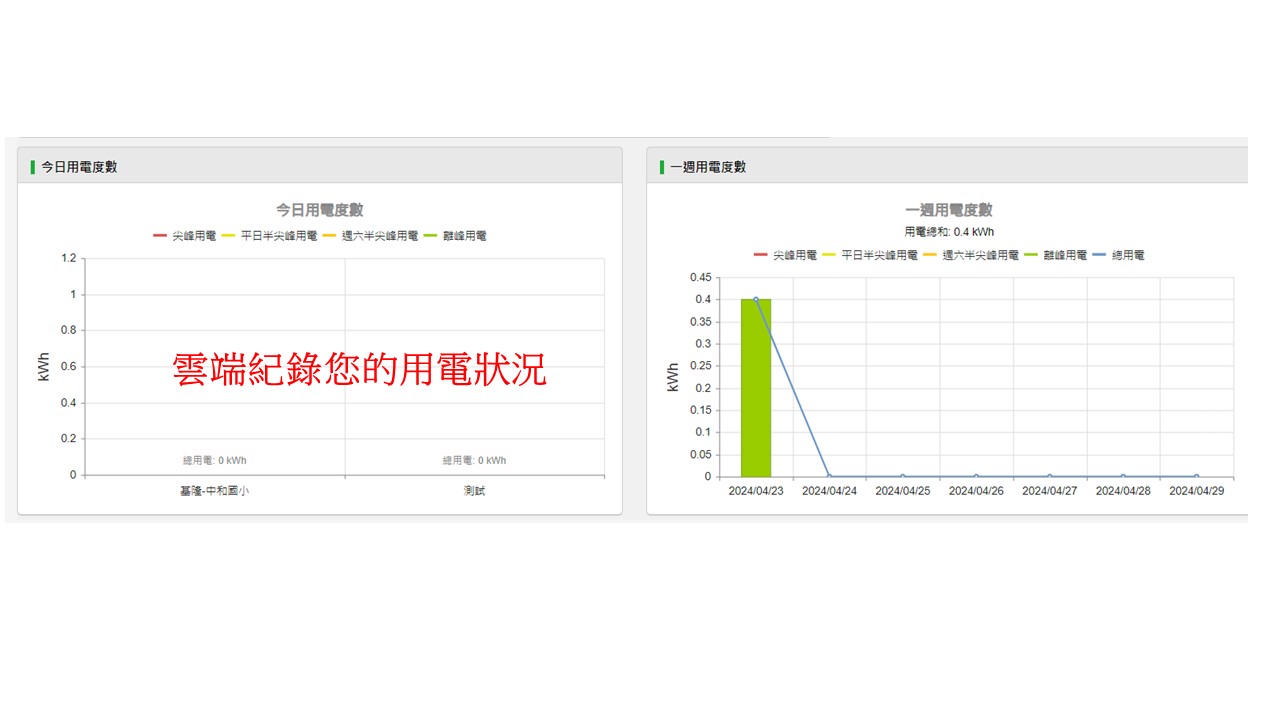 今日用電度數
今日用電度數
尖峰用電 平日半尖峰用電 週六半尖峰用電 離峰用電
1.2
1
0.8
0.6
0.4
0.2
0
kWh
雲端紀錄您的用電狀況
總用電: 0 kWh 總用電: 0 kWh
基隆-中和國小 測試
一週用電度數
一週用電度數
用電總和: 0.4 kWh
尖峰用電 平日半尖峰用電 週六半尖峰用電 離峰用電 總用電
0.45
0.4
0.35
0.3
0.25
0.2
0.15
0.1
0.05
0
kWh
2024/04/23 2024/04/24 2024/04/25 2024/04/26 2024/04/27 2024/04/28 2024/04/29